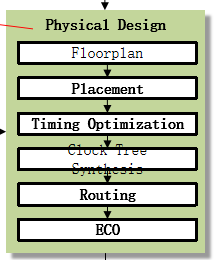 Physical Design
Floorplan
Placement
Timing Optimization
Clock Tree
Synthesis
Routing
ECO